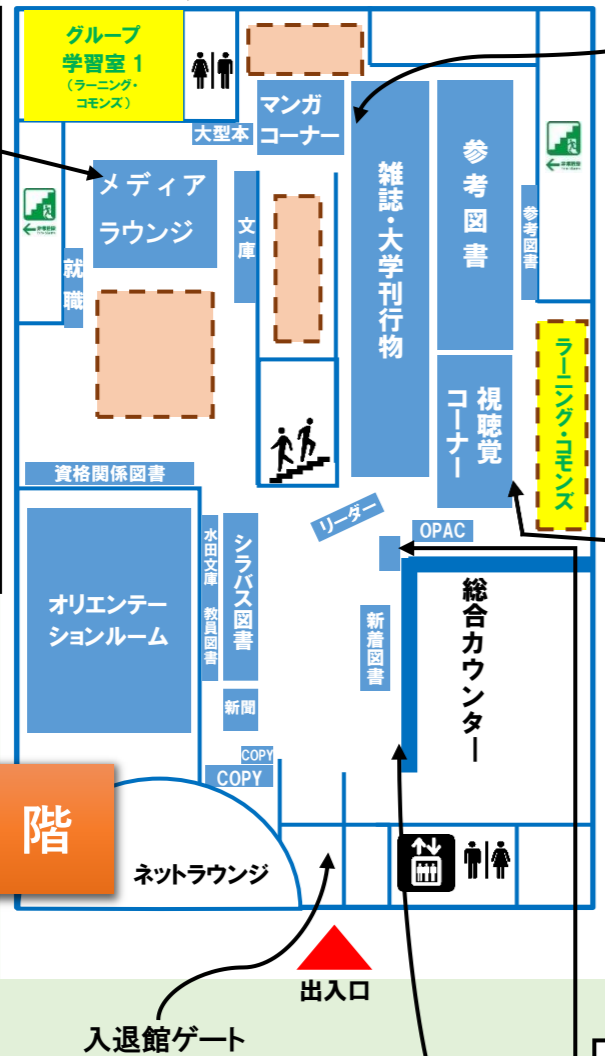 グループ
学習室 1
(ラーニング・
コモンズ)
大型本
マンガ
コーナー
メディア
ラウンジ
文庫
就職
雑誌・大学刊行物
参考図書
参考図書
視聴覚
コーナー
ラーニング・コモンズ
資格関係図書
リーダー
OPAC
オリエンテー
ションルーム
水田文庫 教員図書
シラバス図書
新着図書
総合カウンター
新聞
COPY
COPY
階
ネットラウンジ
出入口
入退館ゲート